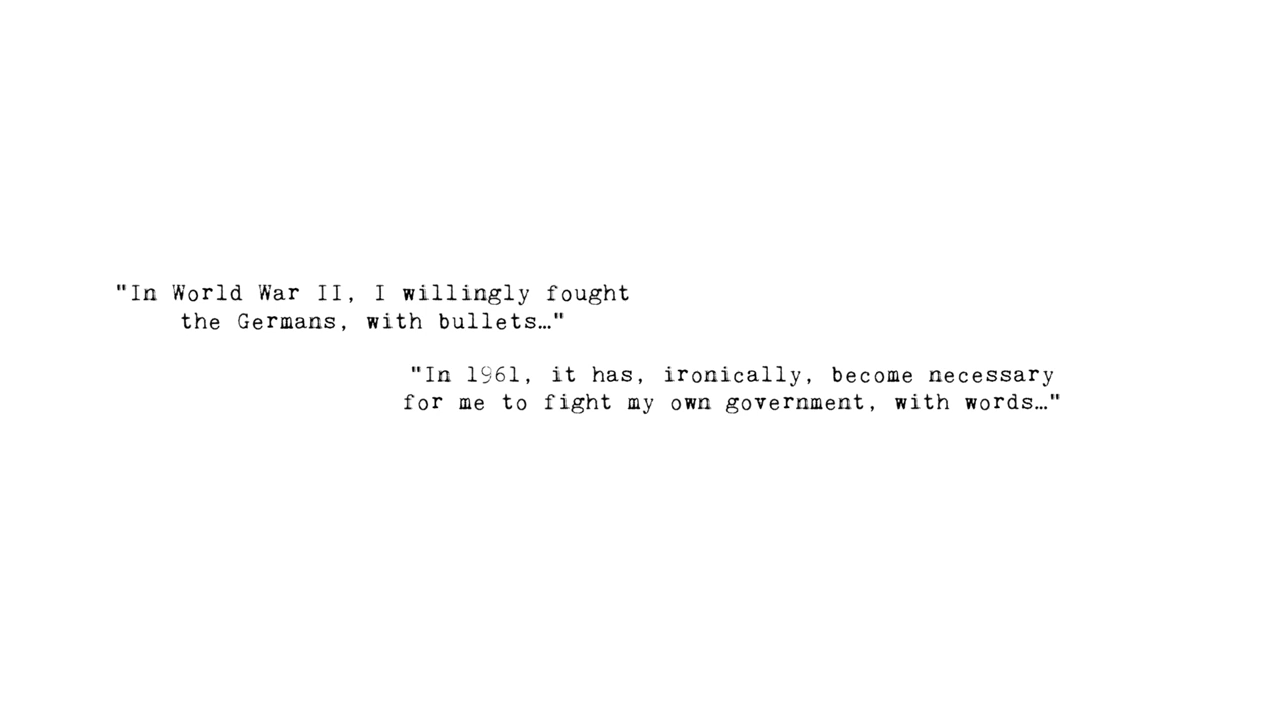 "In World War II, I willingly fought
the Germans, with bullets…"
"In 1961, it has, ironically, become necessary
for me to fight my own government, with words…"